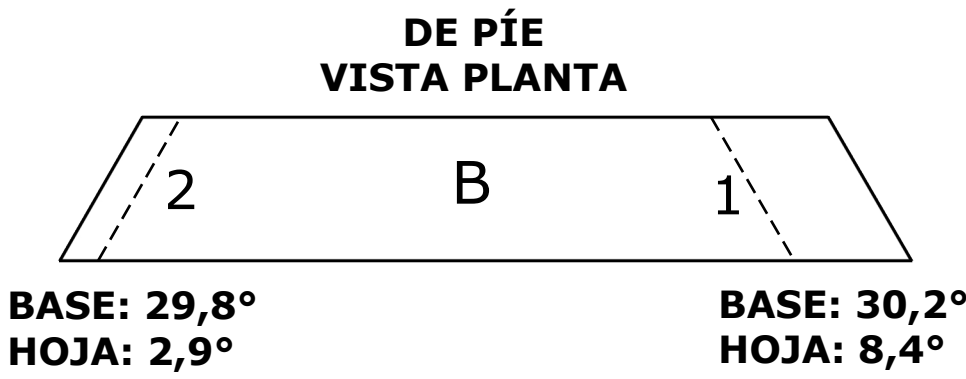 DE PÍE
VISTA PLANTA
2
B
1
BASE: 29,8°
HOJA: 2,9°
BASE: 30,2°
HOJA: 8,4°